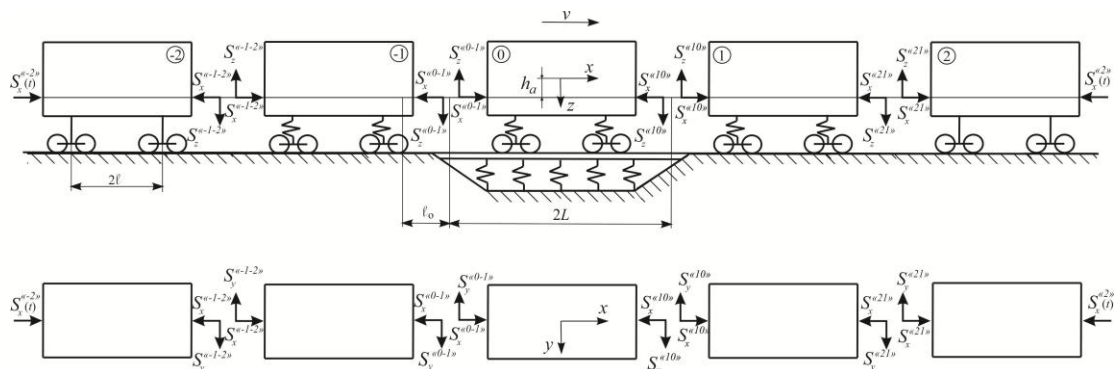 v
-2 -1 0 1 2
S_z^{«-1-2»} S_z^{«0-1»} S_z^{«10»} S_z^{«21»}
S_x^{«-2»}(t) S_x^{«-1-2»} S_x^{«0-1»} h_a x S_x^{«10»} S_x^{«21»} S_x^{«2»}(t)
z
S_x^{«-1-2»} S_x^{«0-1»} S_x^{«10»} S_x^{«21»}
S_z^{«-1-2»} S_z^{«0-1»} S_z^{«10»} S_z^{«21»}
2ℓ
ℓ_o 2L
S_y^{«-1-2»} S_y^{«0-1»} S_y^{«10»} S_y^{«21»}
S_x^{«-2»}(t) S_x^{«-1-2»} S_x^{«0-1»} x S_x^{«10»} S_x^{«21»} S_x^{«2»}(t)
S_x^{«-1-2»} S_x^{«0-1»} S_x^{«10»} S_x^{«21»}
y
S_y^{«-1-2»} S_y^{«0-1»} S_y^{«21»}